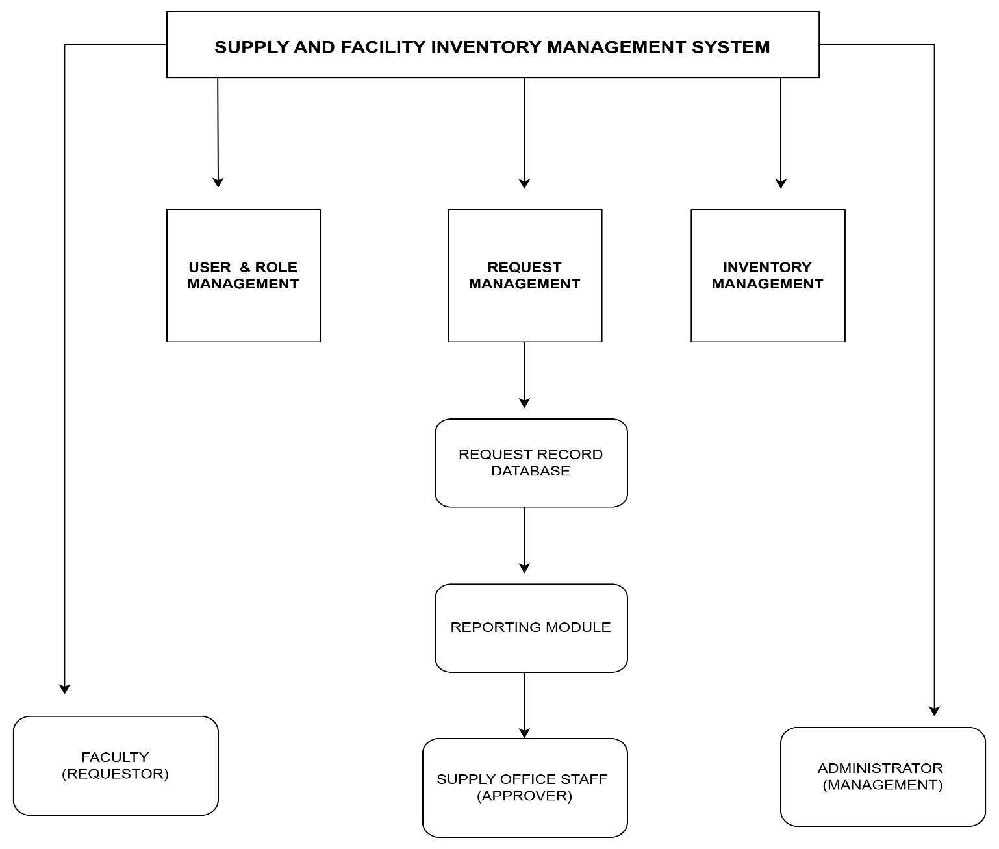 SUPPLY AND FACILITY INVENTORY MANAGEMENT SYSTEM
USER & ROLE
MANAGEMENT
REQUEST
MANAGEMENT
INVENTORY
MANAGEMENT
REQUEST RECORD
DATABASE
REPORTING MODULE
FACULTY
(REQUESTOR)
SUPPLY OFFICE STAFF
(APPROVER)
ADMINISTRATOR
(MANAGEMENT)